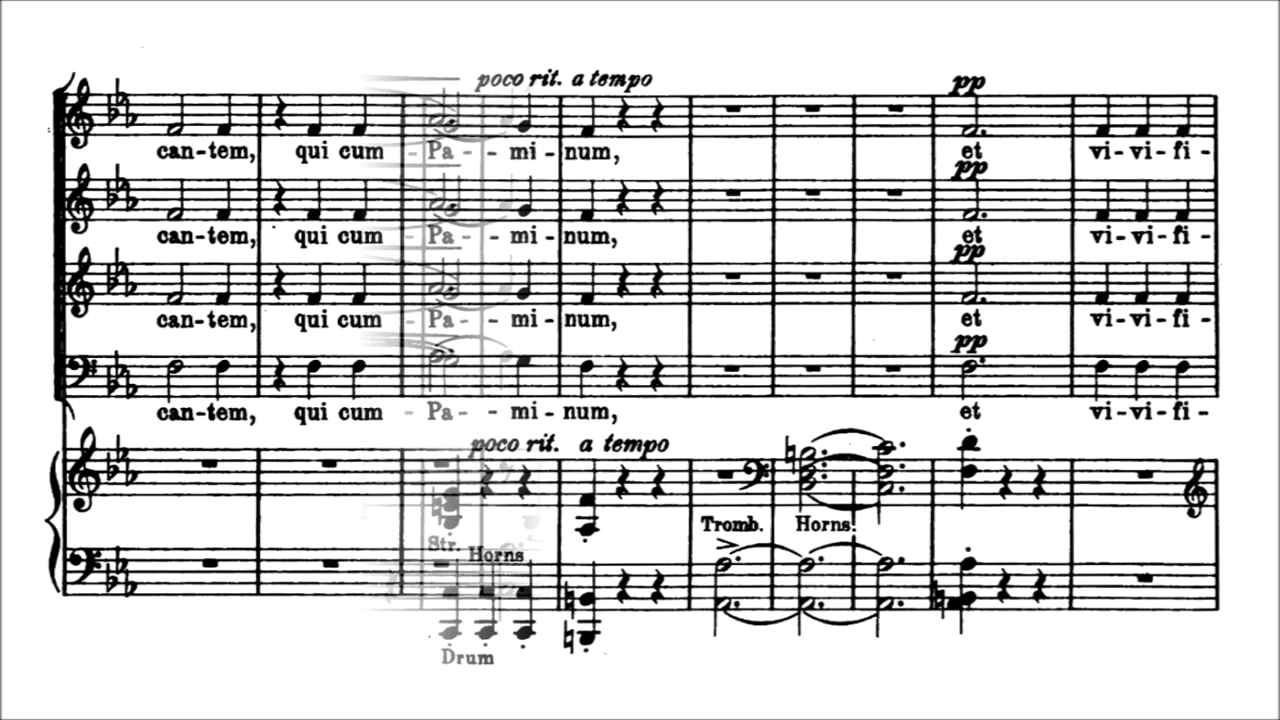 poco rit. a tempo pp
can-tem, qui cum - Pa - - mi - num, et vi-vi-fi-
pp
can-tem, qui cum - Pa - - mi - num, et vi-vi-fi-
pp
can-tem, qui cum - Pa - - mi - num, et vi-vi-fi-
pp
can-tem, qui cum - Pa - - mi - num, et vi-vi-fi-
poco rit. a tempo
Tromb. Horns.
Str. Horns
Drum